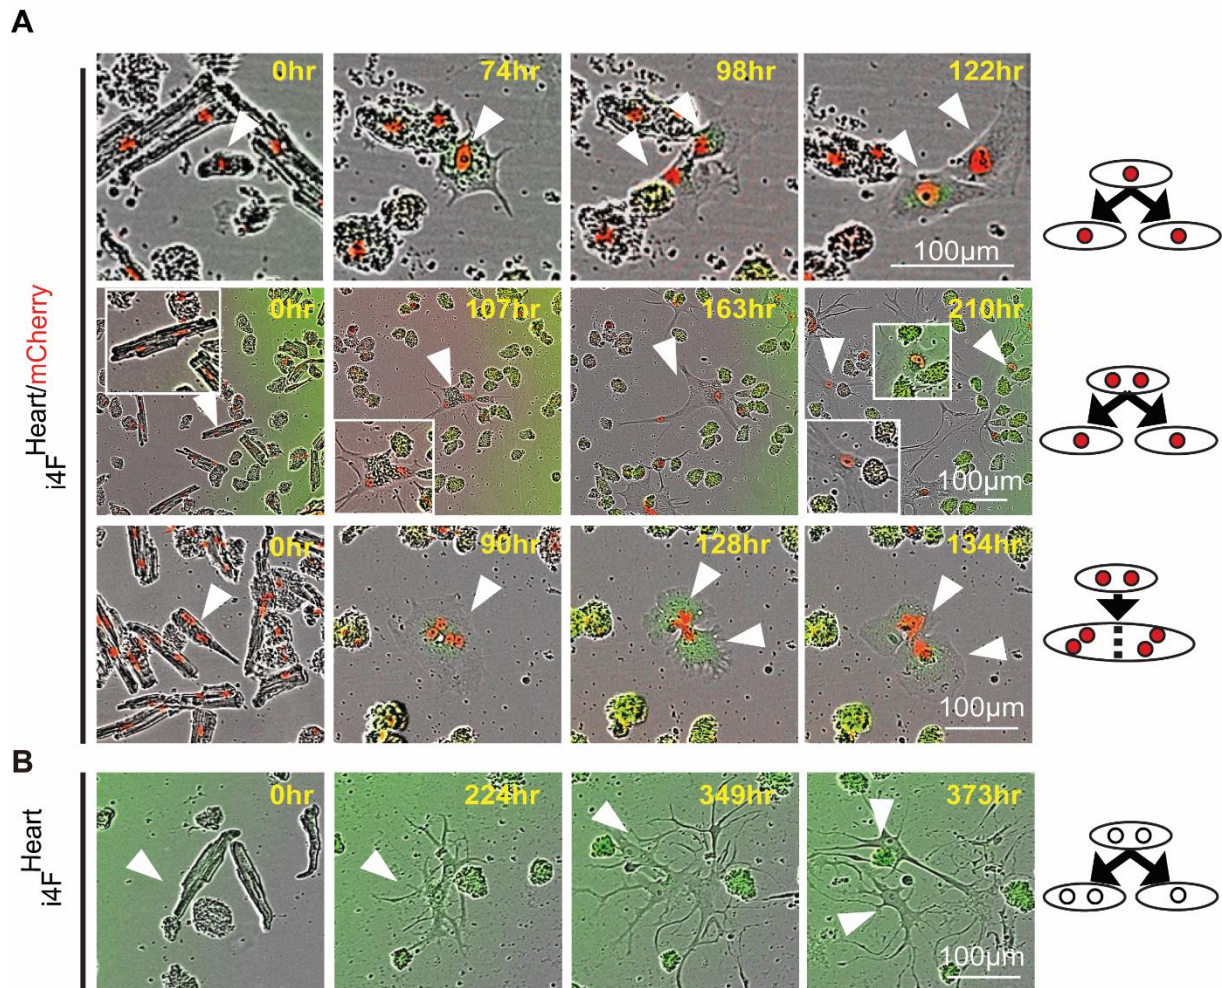 A
0hr
74hr
98hr
122hr
100µm
0hr
107hr
163hr
210hr
100µm
0hr
90hr
128hr
134hr
100µm
i4F Heart/mCherry
B
0hr
224hr
349hr
373hr
100µm
i4F Heart